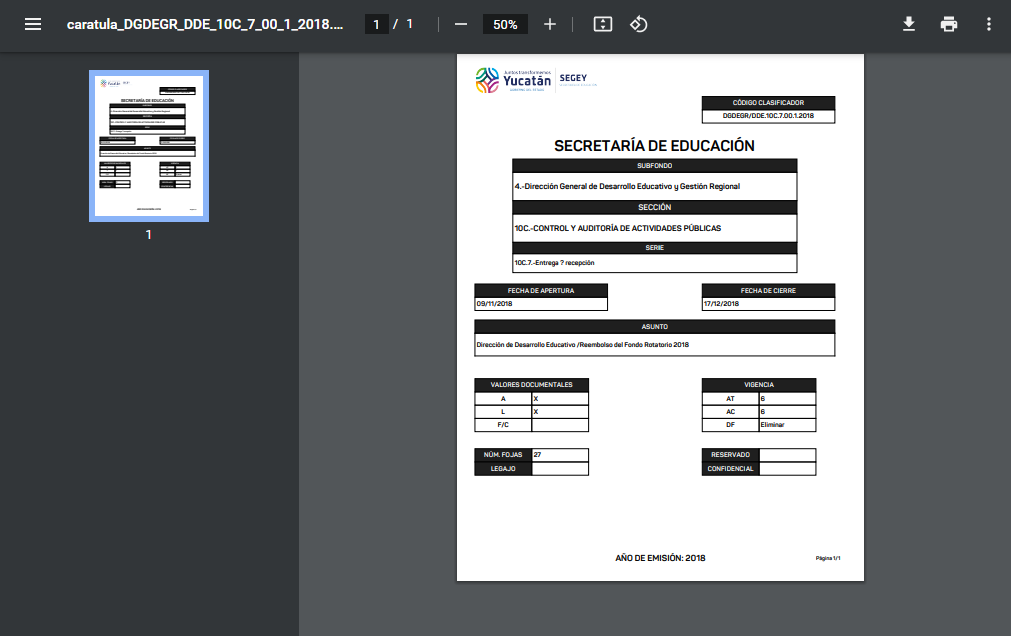 caratula_DGDEGR_DDE_10C_7_00_1_2018....
1 / 1
50%
1
Juntos transformemos
Yucatán
GOBIERNO DEL ESTADO
SEGEY
CÓDIGO CLASIFICADOR
DGDEGR/DDE.10C.7.00.1.2018
SECRETARÍA DE EDUCACIÓN
SUBFONDO
4.-Dirección General de Desarrollo Educativo y Gestión Regional
SECCIÓN
10C.-CONTROL Y AUDITORÍA DE ACTIVIDADES PÚBLICAS
SERIE
10C.7.-Entrega ? recepción
FECHA DE APERTURA
09/11/2018
FECHA DE CIERRE
17/12/2018
ASUNTO
Dirección de Desarrollo Educativo /Reembolso del Fondo Rotatorio 2018
VALORES DOCUMENTALES
A X
L X
F/C
VIGENCIA
AT 6
AC 6
DF Eliminar
NÚM. FOJAS 27
LEGAJO
RESERVADO
CONFIDENCIAL
AÑO DE EMISIÓN: 2018
Página 1/1